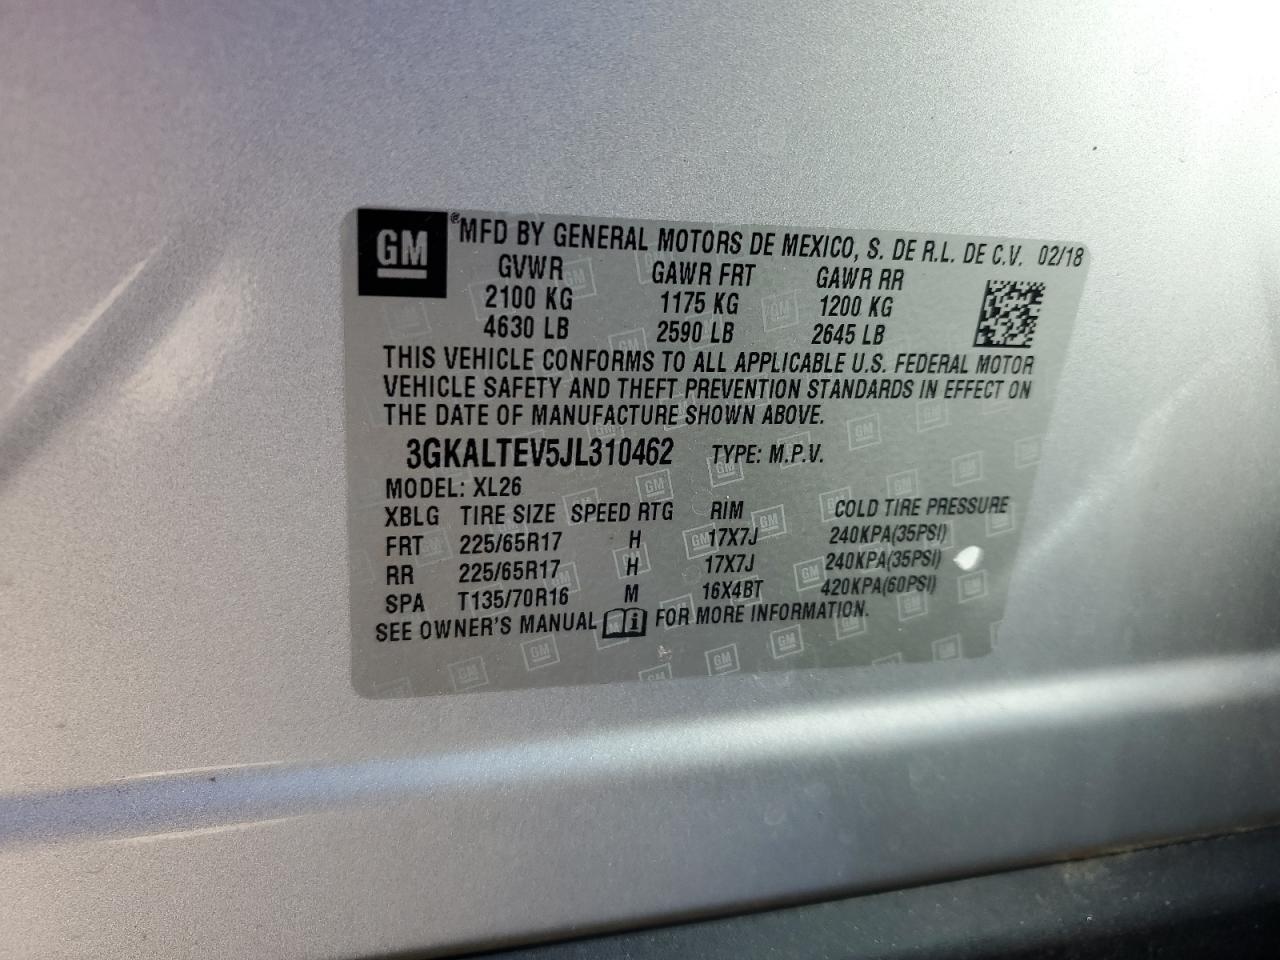 GM ®MFD BY GENERAL MOTORS DE MEXICO, S. DE R.L. DE C.V. 02/18
GVWR GAWR FRT GAWR RR
2100 KG 1175 KG 1200 KG
4630 LB 2590 LB 2645 LB
THIS VEHICLE CONFORMS TO ALL APPLICABLE U.S. FEDERAL MOTOR
VEHICLE SAFETY AND THEFT PREVENTION STANDARDS IN EFFECT ON
THE DATE OF MANUFACTURE SHOWN ABOVE.
3GKALTEV5JL310462 TYPE: M.P.V.
MODEL: XL26
XBLG TIRE SIZE SPEED RTG RIM COLD TIRE PRESSURE
FRT 225/65R17 H 17X7J 240KPA(35PSI)
RR 225/65R17 H 17X7J 240KPA(35PSI)
SPA T135/70R16 M 16X4BT 420KPA(60PSI)
SEE OWNER'S MANUAL FOR MORE INFORMATION.